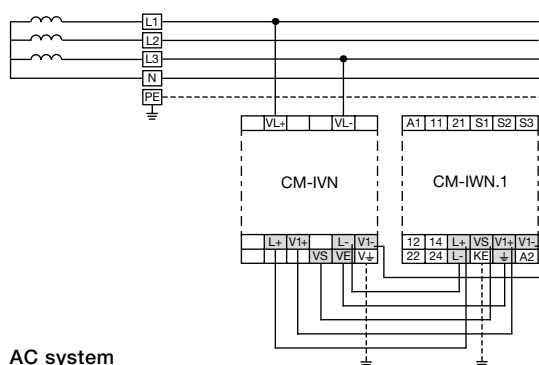 L1
L2
L3
N
PE
VL+ VL-
A1 11 21 S1 S2 S3
CM-IVN
CM-IWN.1
L+ V1+ L- V1-
VS VE V⏚
12 14 L+ VS V1+ V1-
22 24 L- KE ⏚ A2
AC system